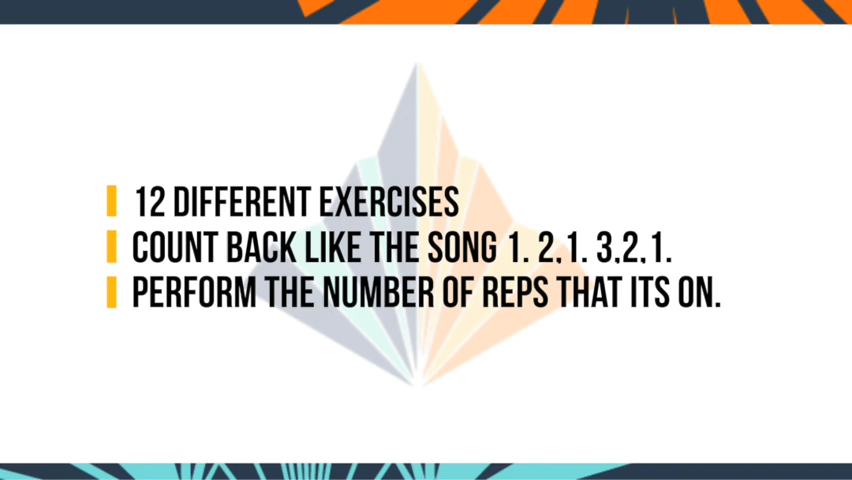 12 DIFFERENT EXERCISES
COUNT BACK LIKE THE SONG 1. 2,1. 3,2,1.
PERFORM THE NUMBER OF REPS THAT ITS ON.